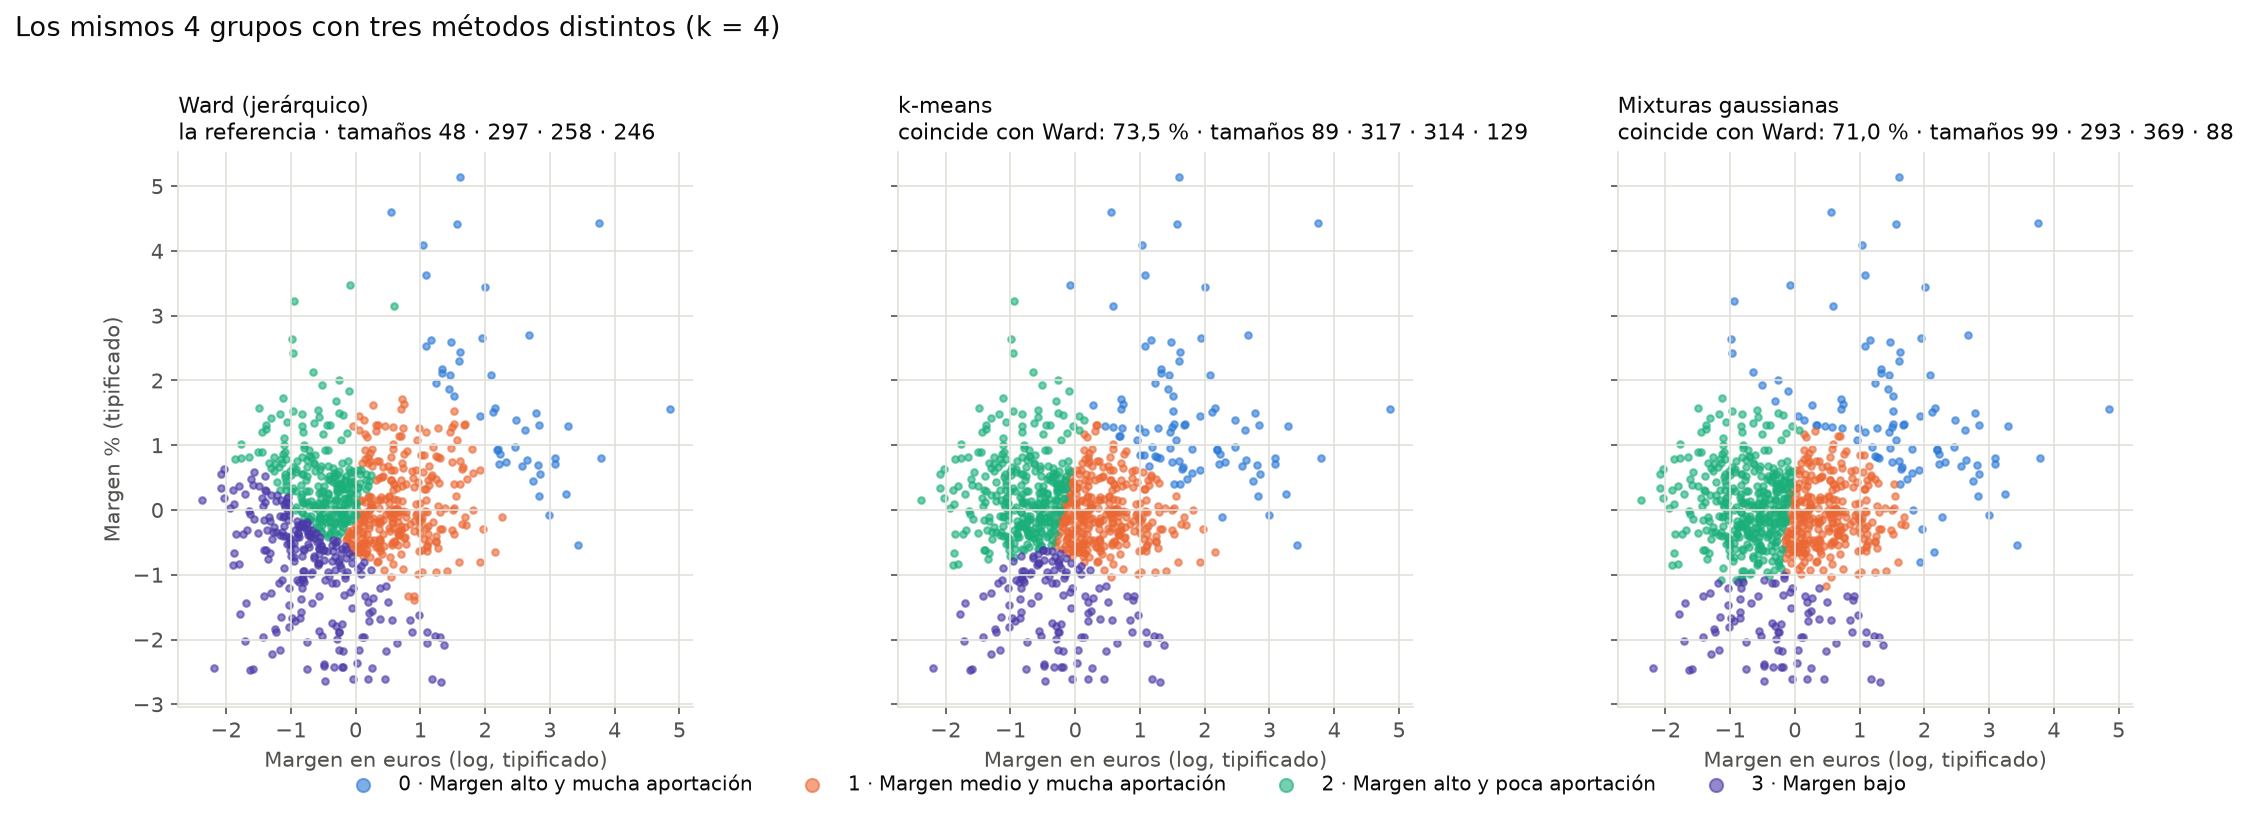 Los mismos 4 grupos con tres métodos distintos (k = 4)
Ward (jerárquico)
la referencia · tamaños 48 · 297 · 258 · 246
k-means
coincide con Ward: 73,5 % · tamaños 89 · 317 · 314 · 129
Mixturas gaussianas
coincide con Ward: 71,0 % · tamaños 99 · 293 · 369 · 88
Margen % (tipificado)
5
4
3
2
1
0
−1
−2
−3
−2 −1 0 1 2 3 4 5
−2 −1 0 1 2 3 4 5
−2 −1 0 1 2 3 4 5
Margen en euros (log, tipificado)
Margen en euros (log, tipificado)
Margen en euros (log, tipificado)
0 · Margen alto y mucha aportación
1 · Margen medio y mucha aportación
2 · Margen alto y poca aportación
3 · Margen bajo